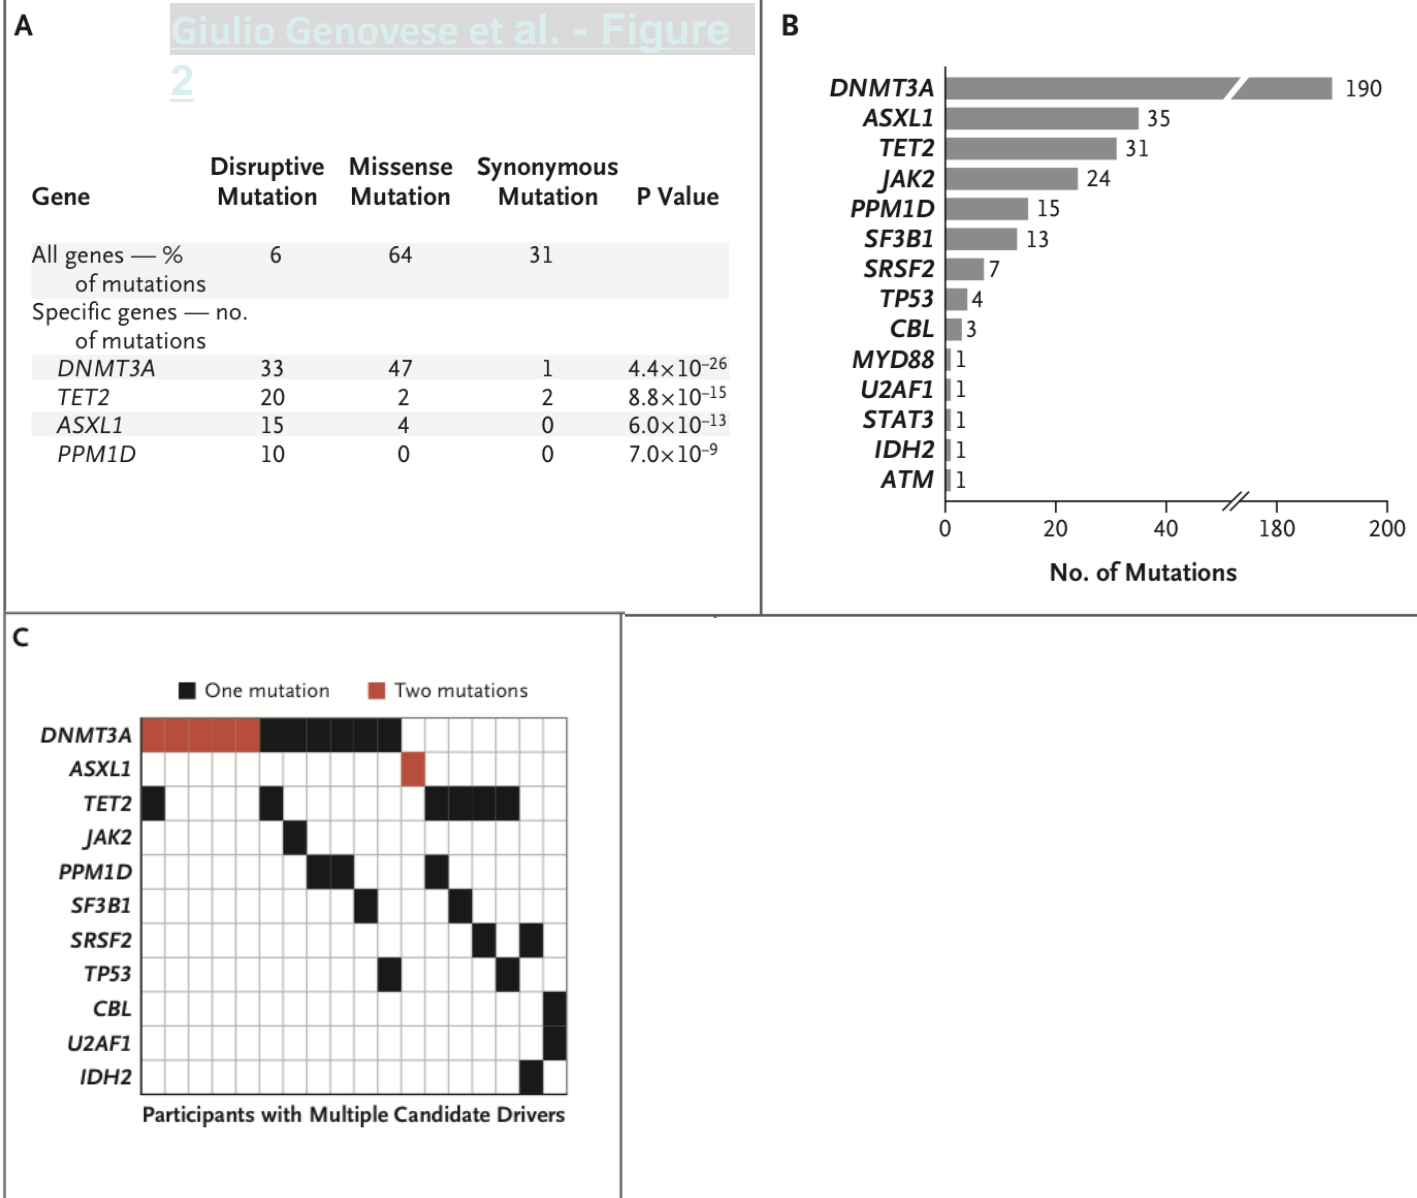 A
Giulio Genovese et al. - Figure
2
Gene Disruptive Mutation Missense Mutation Synonymous Mutation P Value
All genes — % of mutations 6 64 31
Specific genes — no. of mutations
DNMT3A 33 47 1 4.4×10⁻²⁶
TET2 20 2 2 8.8×10⁻¹⁵
ASXL1 15 4 0 6.0×10⁻¹³
PPM1D 10 0 0 7.0×10⁻⁹
B
DNMT3A 190
ASXL1 35
TET2 31
JAK2 24
PPM1D 15
SF3B1 13
SRSF2 7
TP53 4
CBL 3
MYD88 1
U2AF1 1
STAT3 1
IDH2 1
ATM 1
0 20 40 180 200
No. of Mutations
C
One mutation Two mutations
DNMT3A
ASXL1
TET2
JAK2
PPM1D
SF3B1
SRSF2
TP53
CBL
U2AF1
IDH2
Participants with Multiple Candidate Drivers